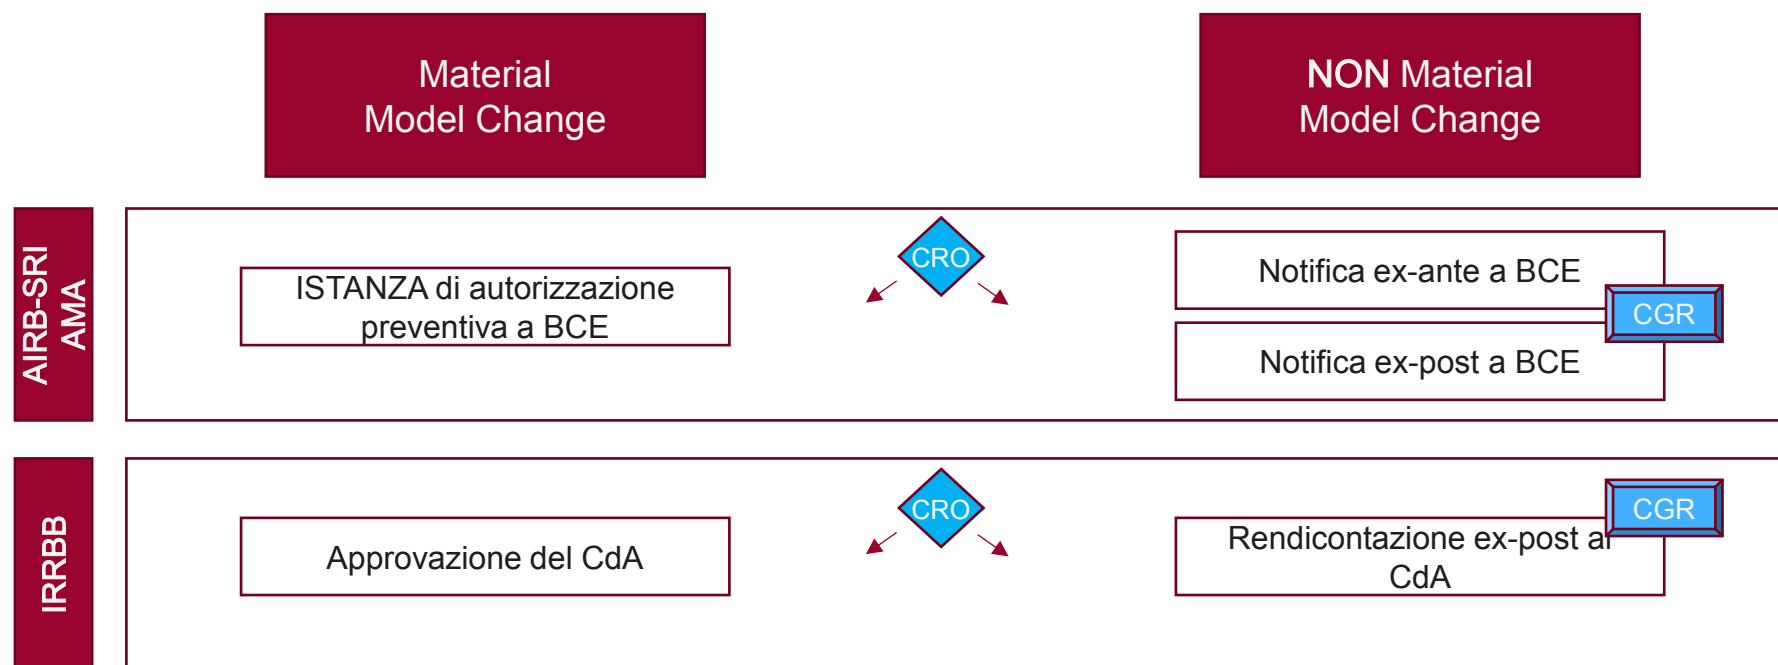 Material
Model Change
NON Material
Model Change
AIRB-SRI
AMA
ISTANZA di autorizzazione
preventiva a BCE
CRO
Notifica ex-ante a BCE
CGR
Notifica ex-post a BCE
IRRBB
Approvazione del CdA
CRO
CGR
Rendicontazione ex-post al
CdA